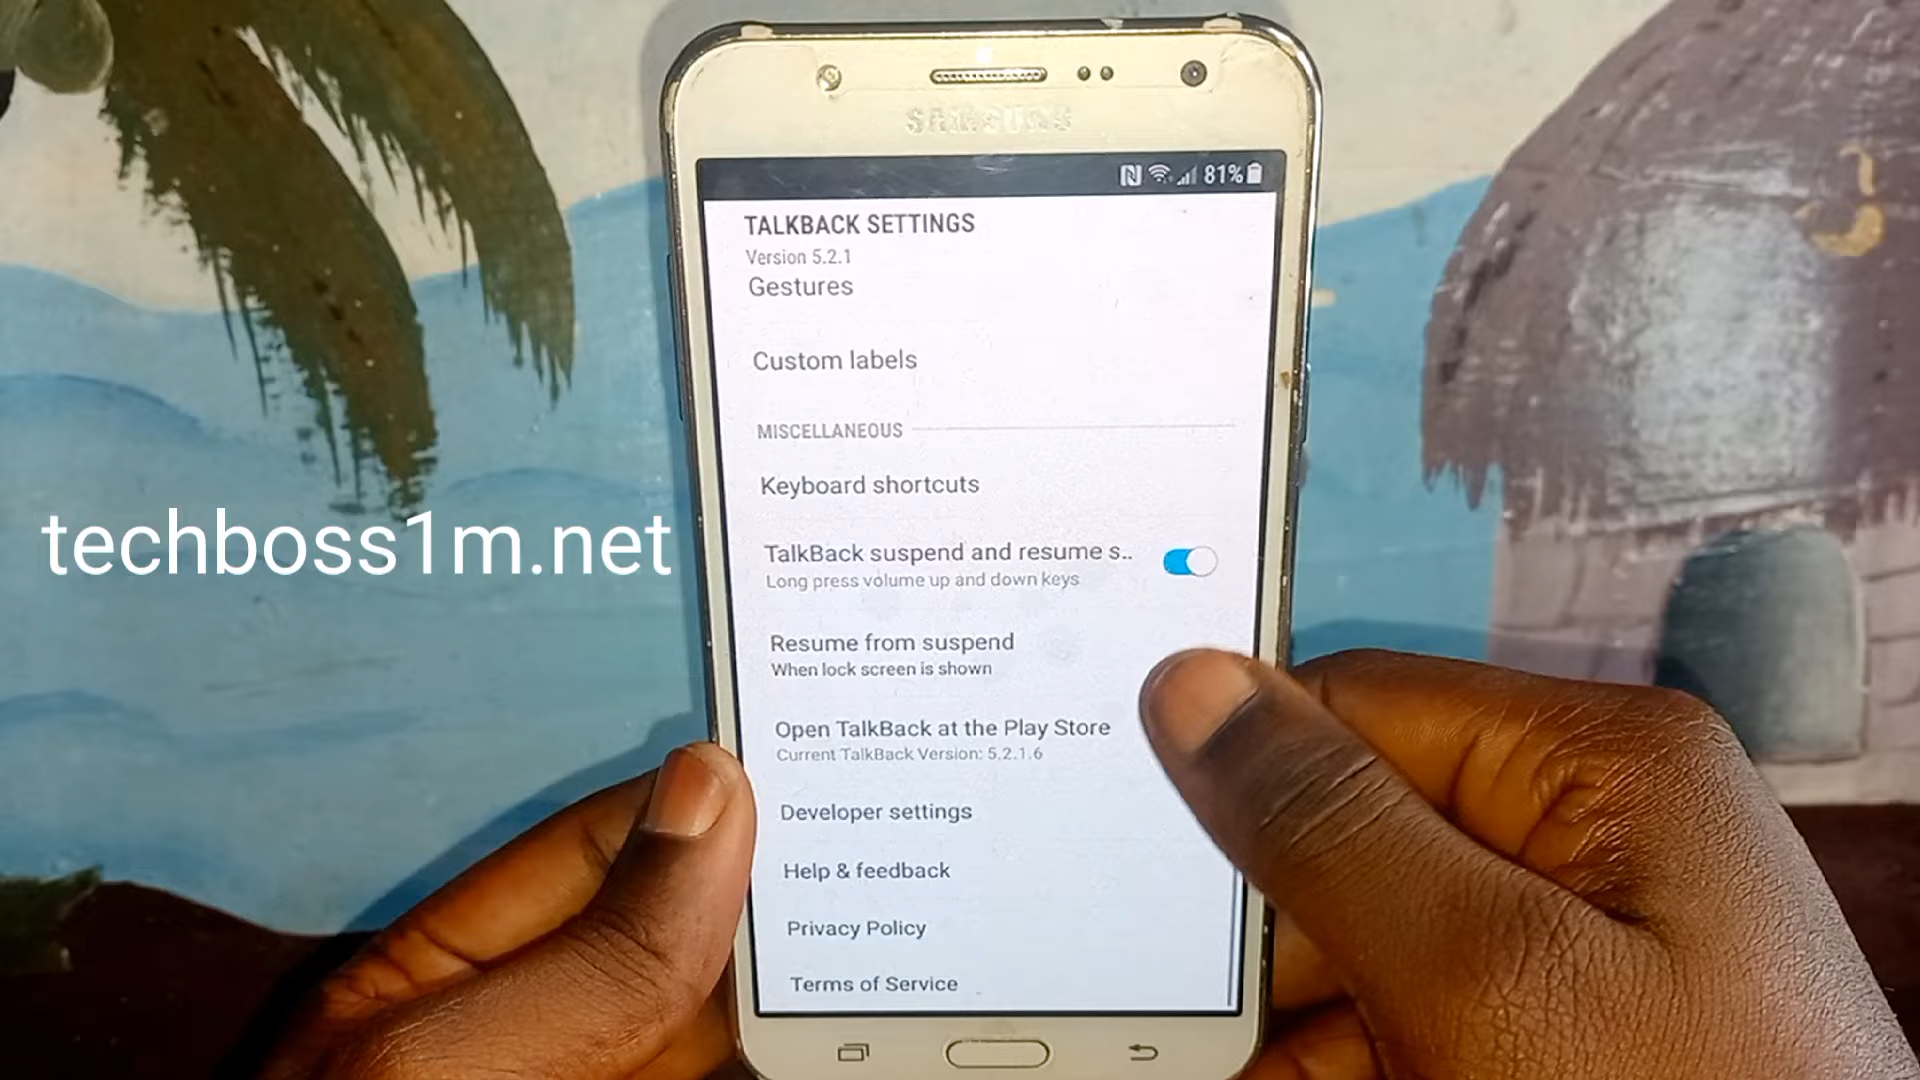 SAMSUNG
81%
TALKBACK SETTINGS
Version 5.2.1
Gestures
Custom labels
MISCELLANEOUS
Keyboard shortcuts
TalkBack suspend and resume s..
Long press volume up and down keys
Resume from suspend
When lock screen is shown
Open TalkBack at the Play Store
Current TalkBack Version: 5.2.1.6
Developer settings
Help & feedback
Privacy Policy
Terms of Service
techboss1m.net